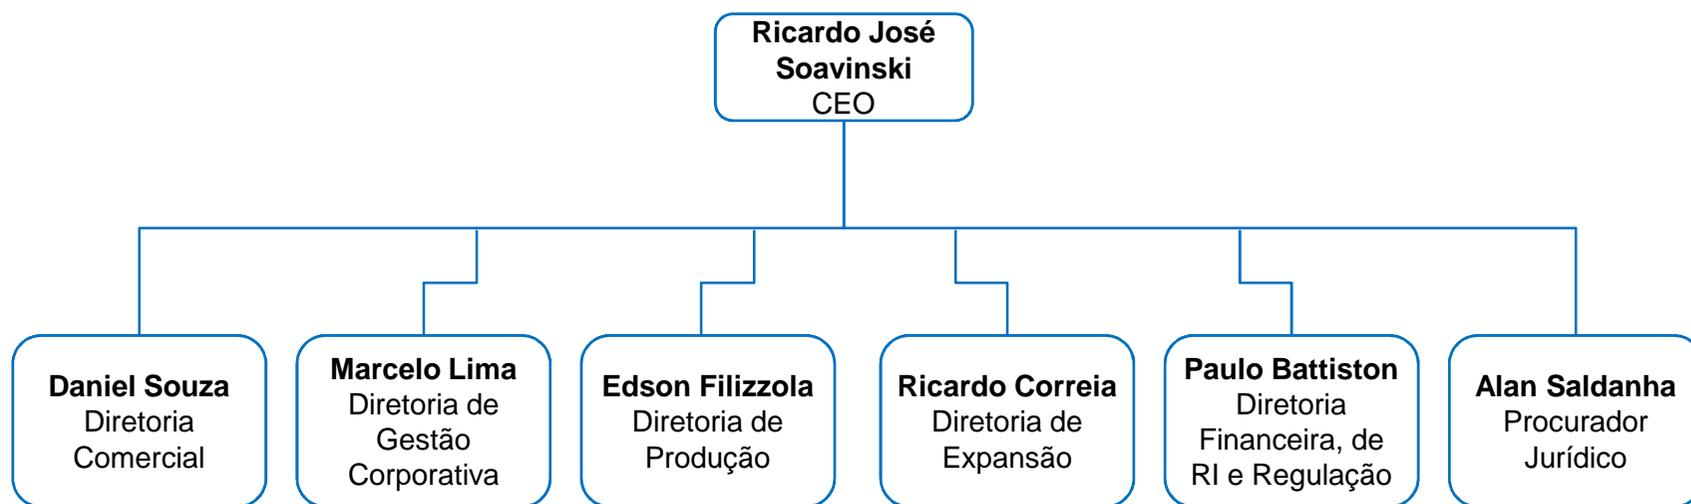 Ricardo José
Soavinski
CEO
Daniel Souza
Diretoria
Comercial
Marcelo Lima
Diretoria de
Gestão
Corporativa
Edson Filizzola
Diretoria de
Produção
Ricardo Correia
Diretoria de
Expansão
Paulo Battiston
Diretoria
Financeira, de
RI e Regulação
Alan Saldanha
Procurador
Jurídico